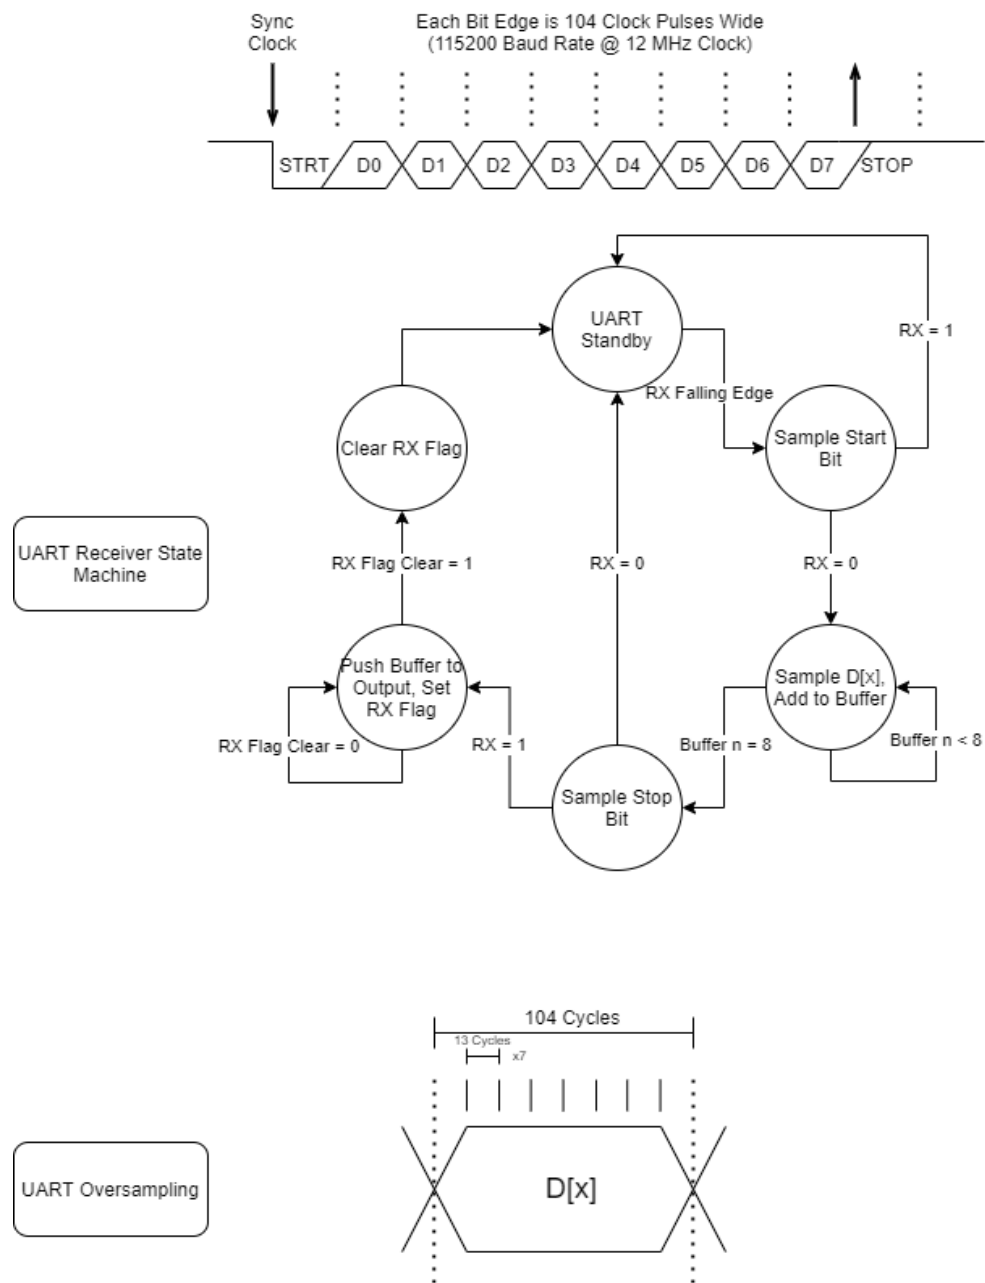 Sync
Clock
Each Bit Edge is 104 Clock Pulses Wide
(115200 Baud Rate @ 12 MHz Clock)
STRT
D0
D1
D2
D3
D4
D5
D6
D7
STOP
UART
Standby
RX = 1
RX Falling Edge
Clear RX Flag
Sample Start
Bit
UART Receiver State
Machine
RX Flag Clear = 1
RX = 0
RX = 0
Push Buffer to
Output, Set
RX Flag
Sample D[x],
Add to Buffer
RX Flag Clear = 0
RX = 1
Buffer n = 8
Buffer n < 8
Sample Stop
Bit
104 Cycles
13 Cycles
x7
UART Oversampling
D[x]